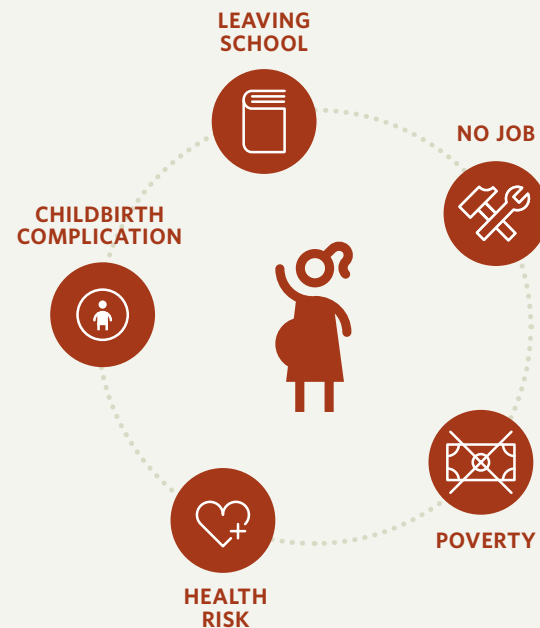 LEAVING
SCHOOL
NO JOB
CHILDBIRTH
COMPLICATION
POVERTY
HEALTH
RISK